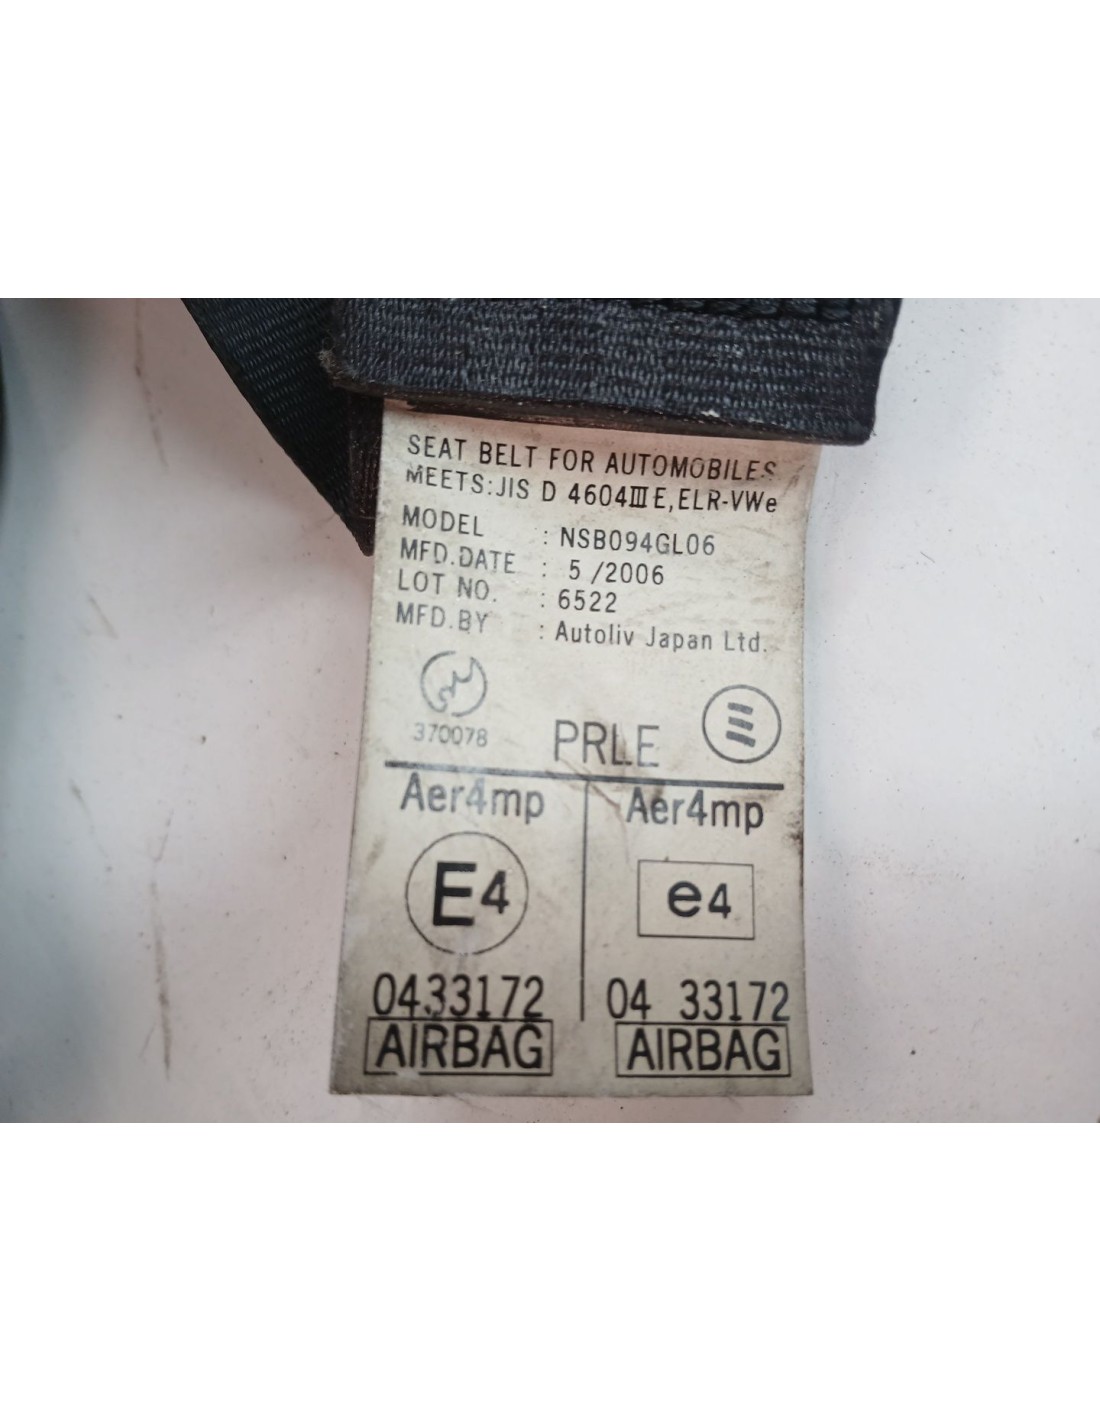 SEAT BELT FOR AUTOMOBILES
MEETS:JIS D 4604ⅢE,ELR-VWe
MODEL : NSB094GL06
MFD.DATE : 5/2006
LOT NO. : 6522
MFD.BY : Autoliv Japan Ltd.
370078
PRLE
Aer4mp
E4
0433172
AIRBAG
Aer4mp
e4
04 33172
AIRBAG